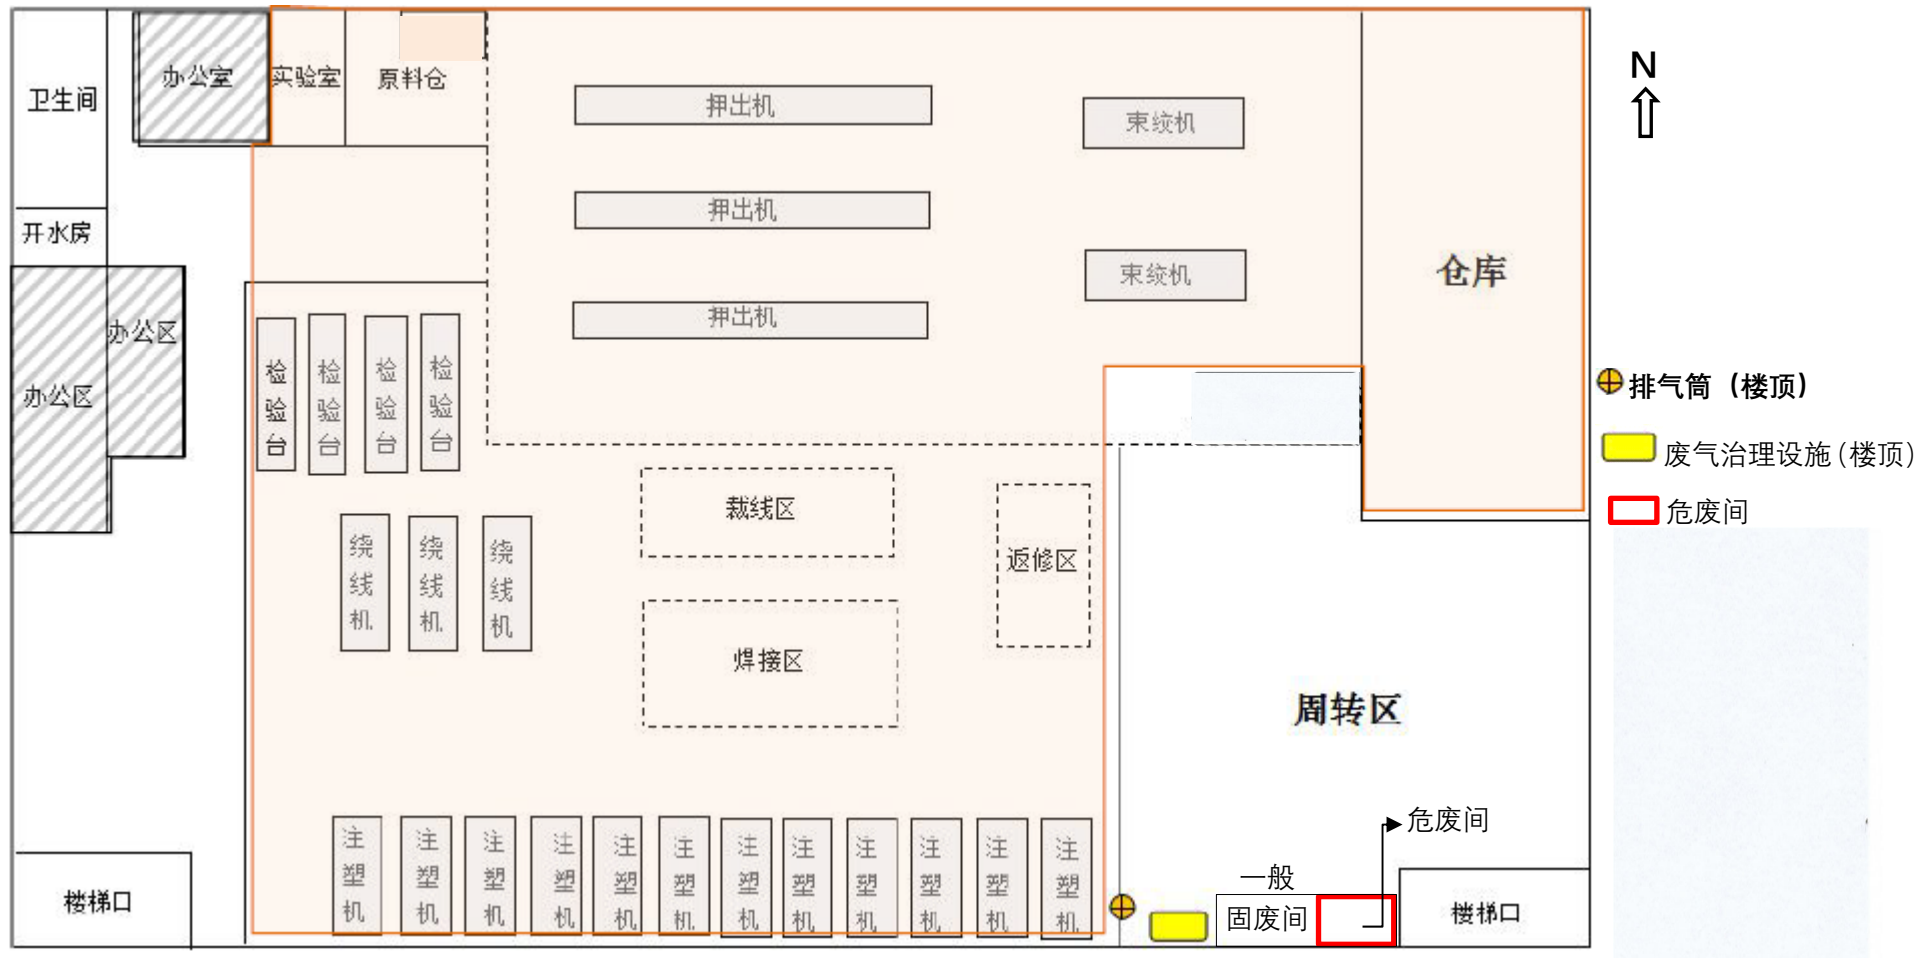 卫生间
办公室
实验室
原料仓
押出机
束绞机
N
押出机
开水房
束绞机
仓库
押出机
办公区
办公区
检验台
检验台
检验台
检验台
排气筒（楼顶）
废气治理设施（楼顶）
危废间
裁线区
返修区
绕线机
绕线机
绕线机
焊接区
周转区
注塑机
注塑机
注塑机
注塑机
注塑机
注塑机
注塑机
注塑机
注塑机
注塑机
注塑机
注塑机
危废间
一般
固废间
楼梯口
楼梯口